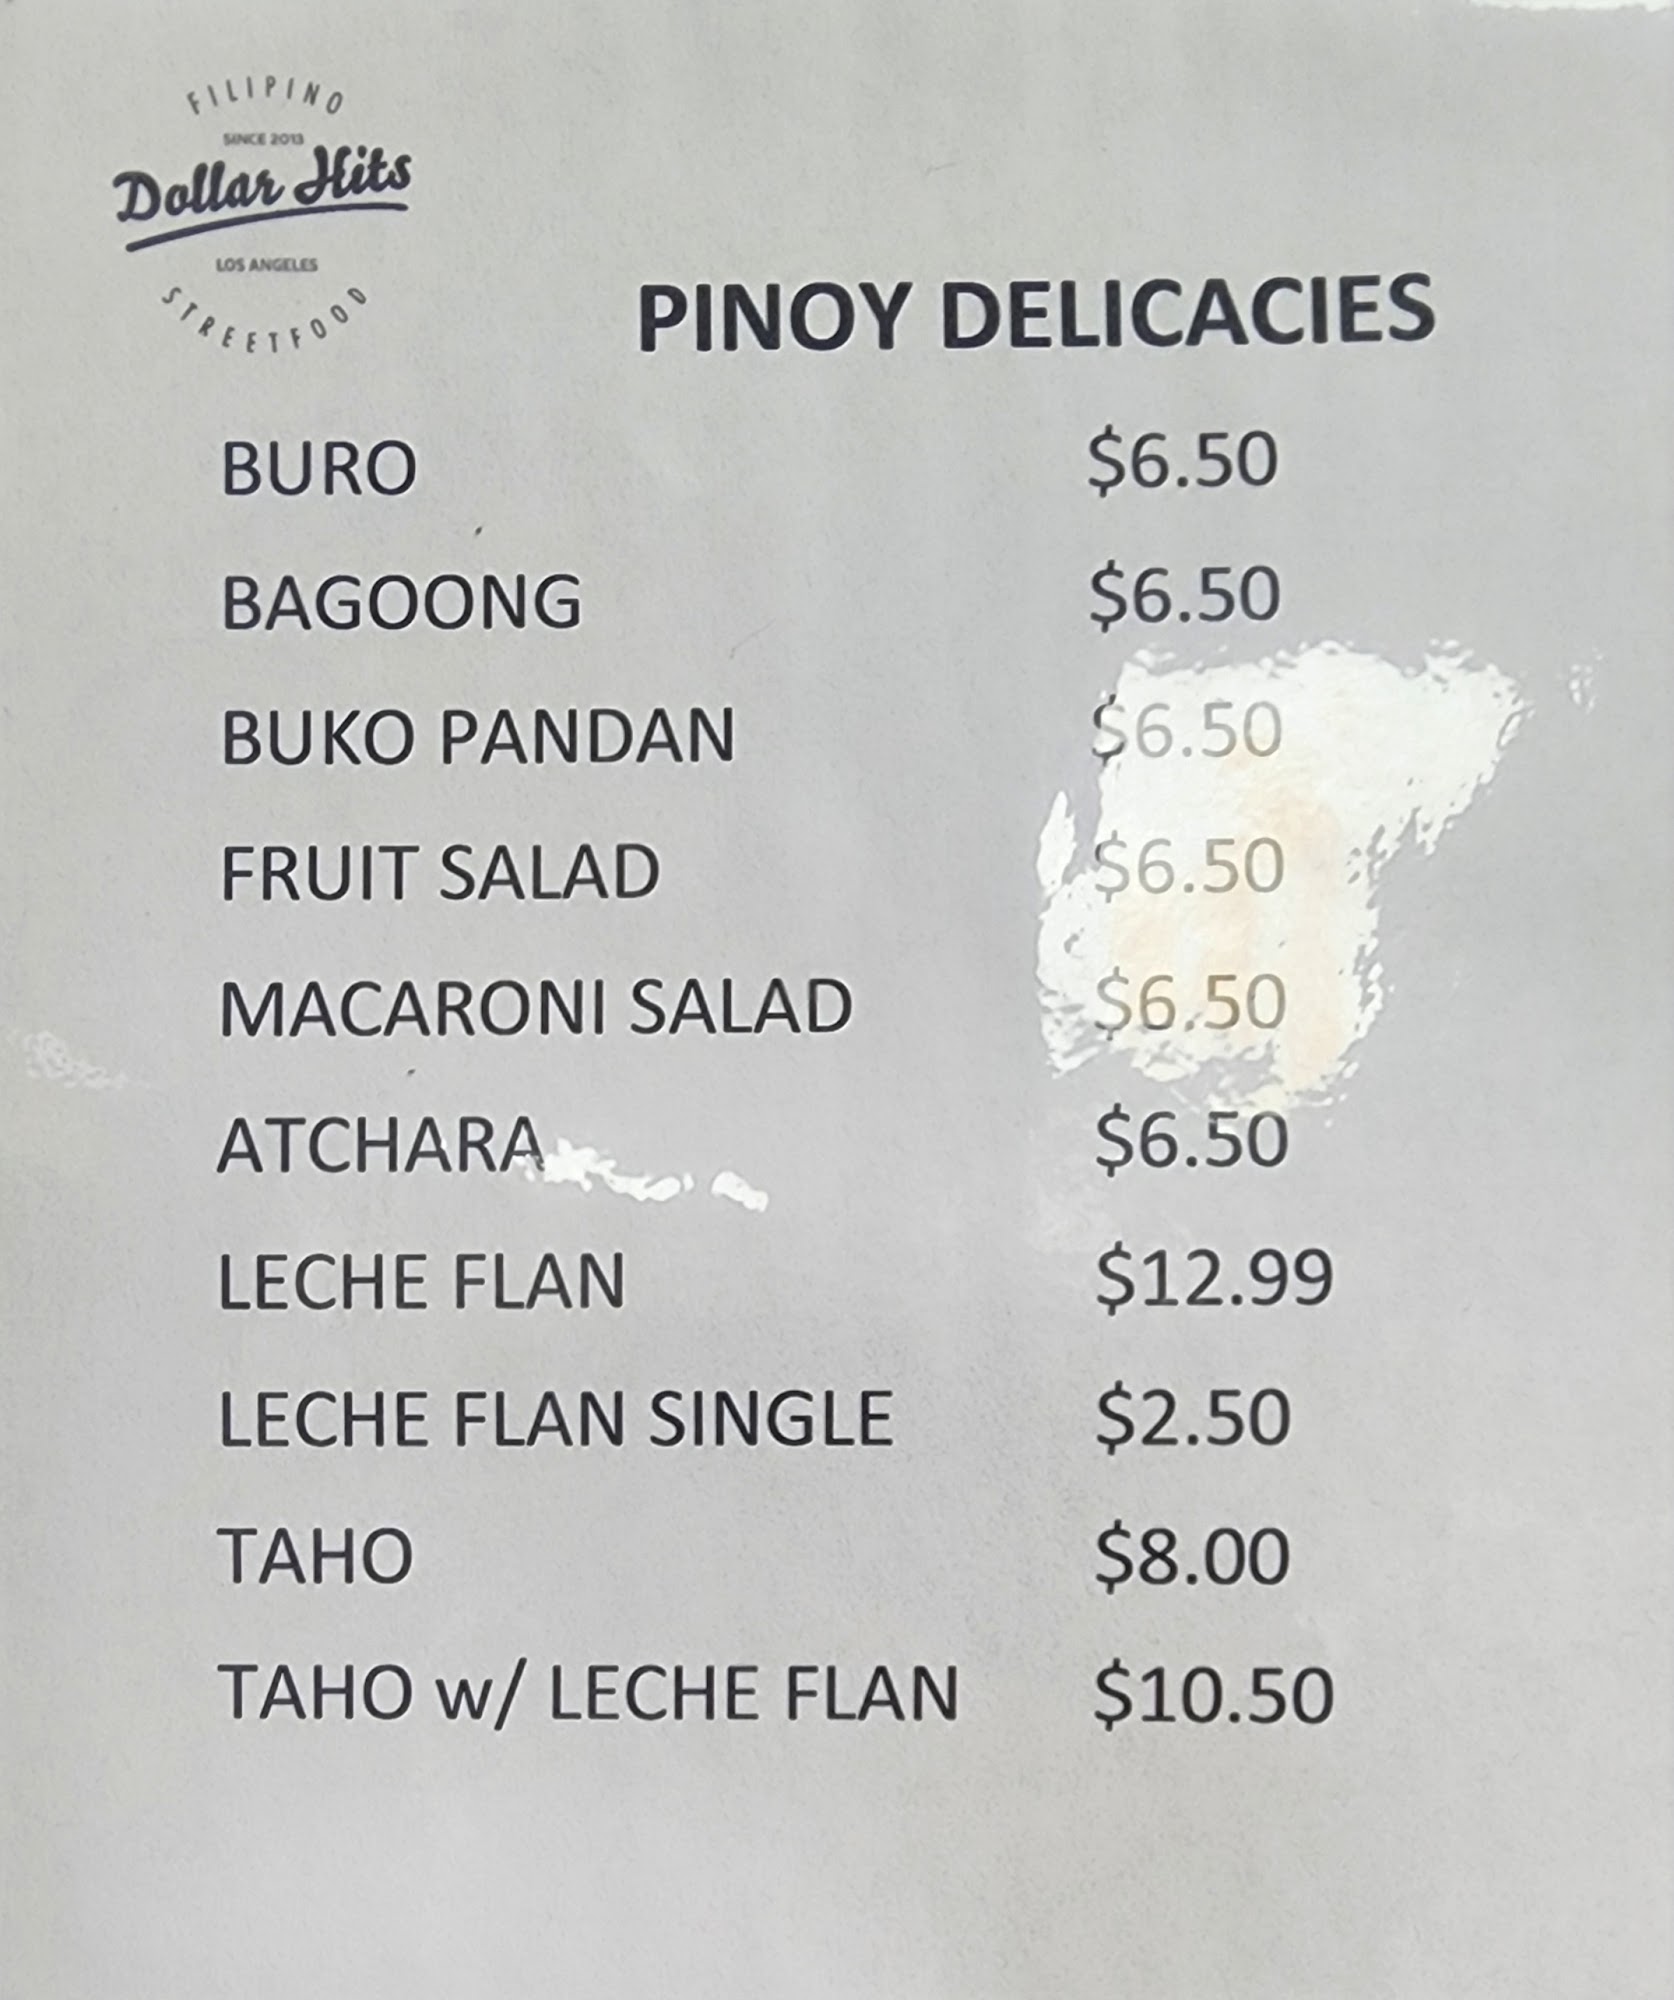 FILIPINO
SINCE 2013
Dollar Hits
LOS ANGELES
STREETFOOD
PINOY DELICACIES
BURO $6.50
BAGOONG $6.50
BUKO PANDAN $6.50
FRUIT SALAD $6.50
MACARONI SALAD $6.50
ATCHARA $6.50
LECHE FLAN $12.99
LECHE FLAN SINGLE $2.50
TAHO $8.00
TAHO w/ LECHE FLAN $10.50